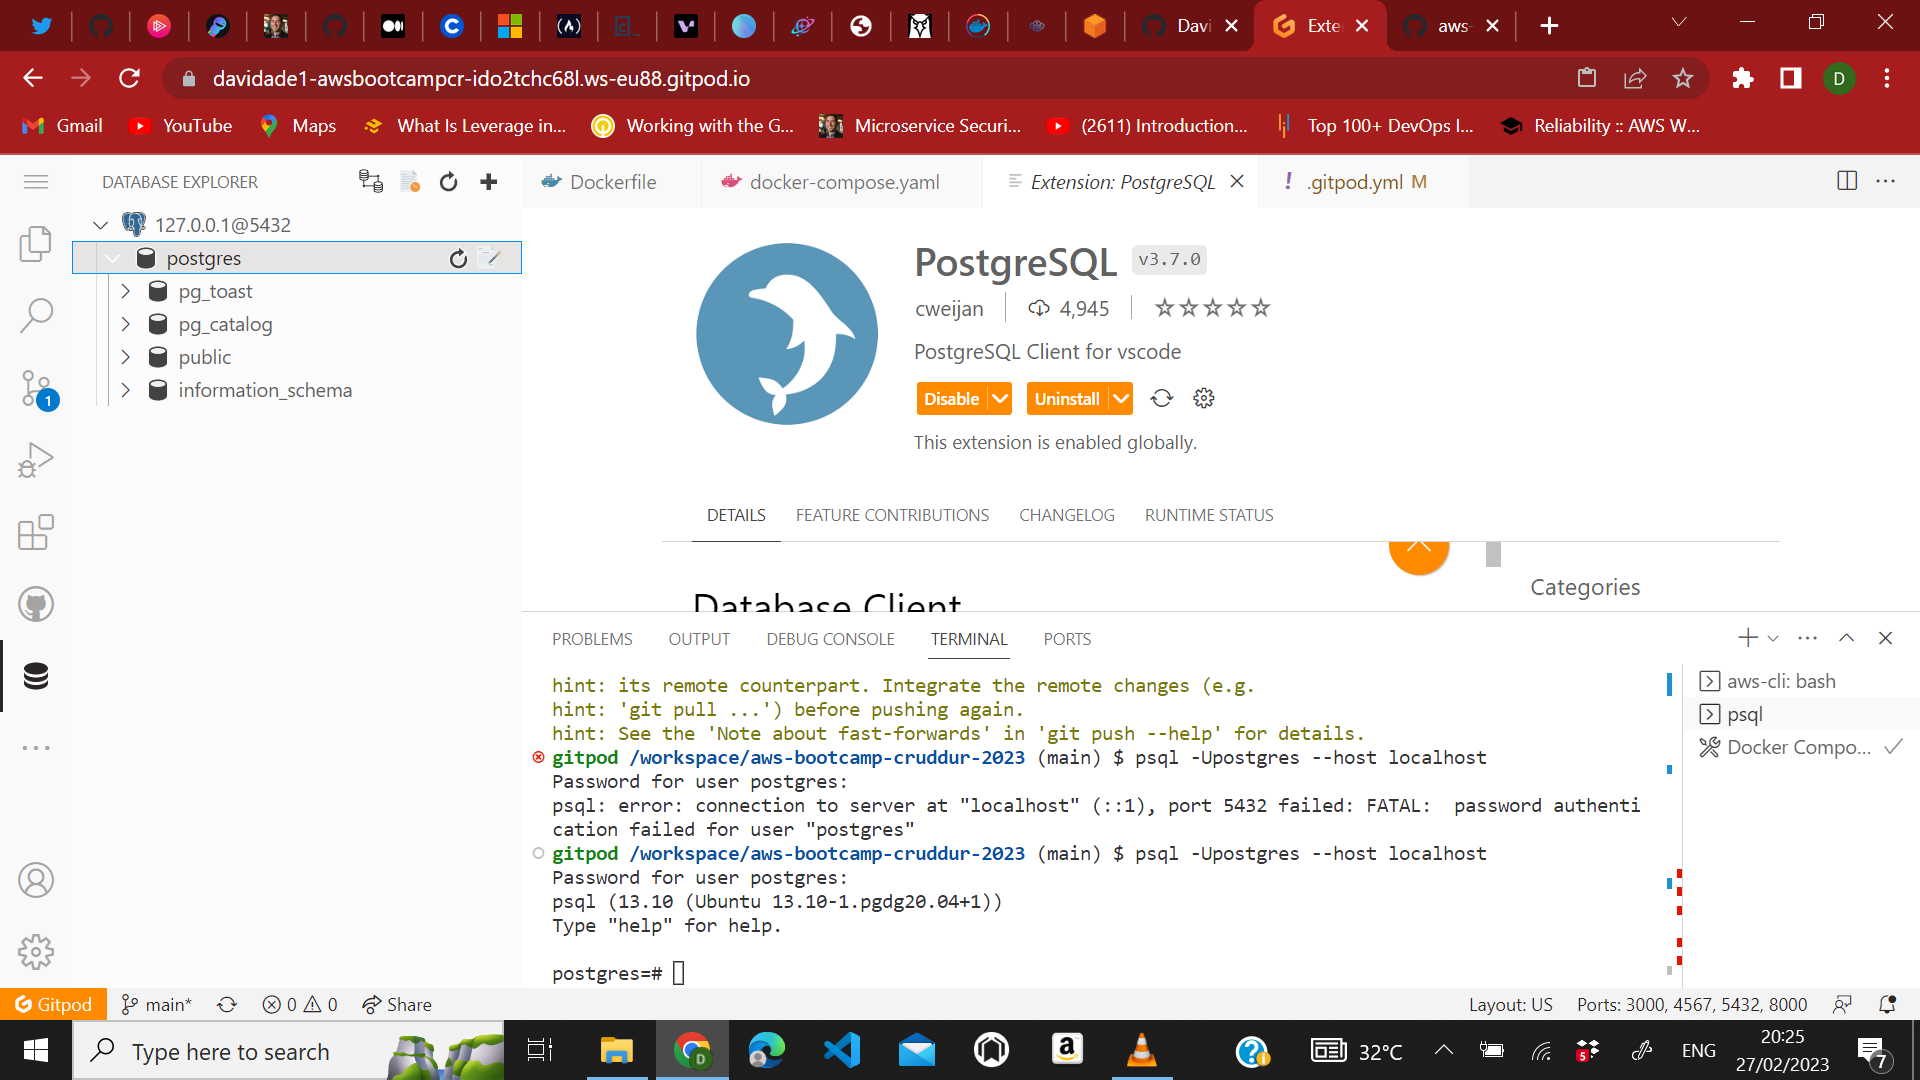 Davi
Exte
aws-
davidade1-awsbootcampcr-ido2tchc68l.ws-eu88.gitpod.io
D
Gmail
YouTube
Maps
What Is Leverage in...
Working with the G...
Microservice Securi...
(2611) Introduction...
Top 100+ DevOps I...
Reliability :: AWS W...
DATABASE EXPLORER
Dockerfile
docker-compose.yaml
Extension: PostgreSQL
! .gitpod.yml M
127.0.0.1@5432
postgres
pg_toast
pg_catalog
public
information_schema
1
PostgreSQL v3.7.0
cweijan
4,945
PostgreSQL Client for vscode
Disable
Uninstall
This extension is enabled globally.
DETAILS
FEATURE CONTRIBUTIONS
CHANGELOG
RUNTIME STATUS
Database Client
Categories
PROBLEMS
OUTPUT
DEBUG CONSOLE
TERMINAL
PORTS
hint: its remote counterpart. Integrate the remote changes (e.g.
hint: 'git pull ...') before pushing again.
hint: See the 'Note about fast-forwards' in 'git push --help' for details.
gitpod /workspace/aws-bootcamp-cruddur-2023 (main) $ psql -Upostgres --host localhost
Password for user postgres:
psql: error: connection to server at "localhost" (::1), port 5432 failed: FATAL:  password authenti
cation failed for user "postgres"
gitpod /workspace/aws-bootcamp-cruddur-2023 (main) $ psql -Upostgres --host localhost
Password for user postgres:
psql (13.10 (Ubuntu 13.10-1.pgdg20.04+1))
Type "help" for help.
postgres=#
aws-cli: bash
psql
Docker Compo...
Gitpod
main*
0
0
Share
Layout: US
Ports: 3000, 4567, 5432, 8000
Type here to search
D
a
32°C
5
ENG
20:25
27/02/2023
7